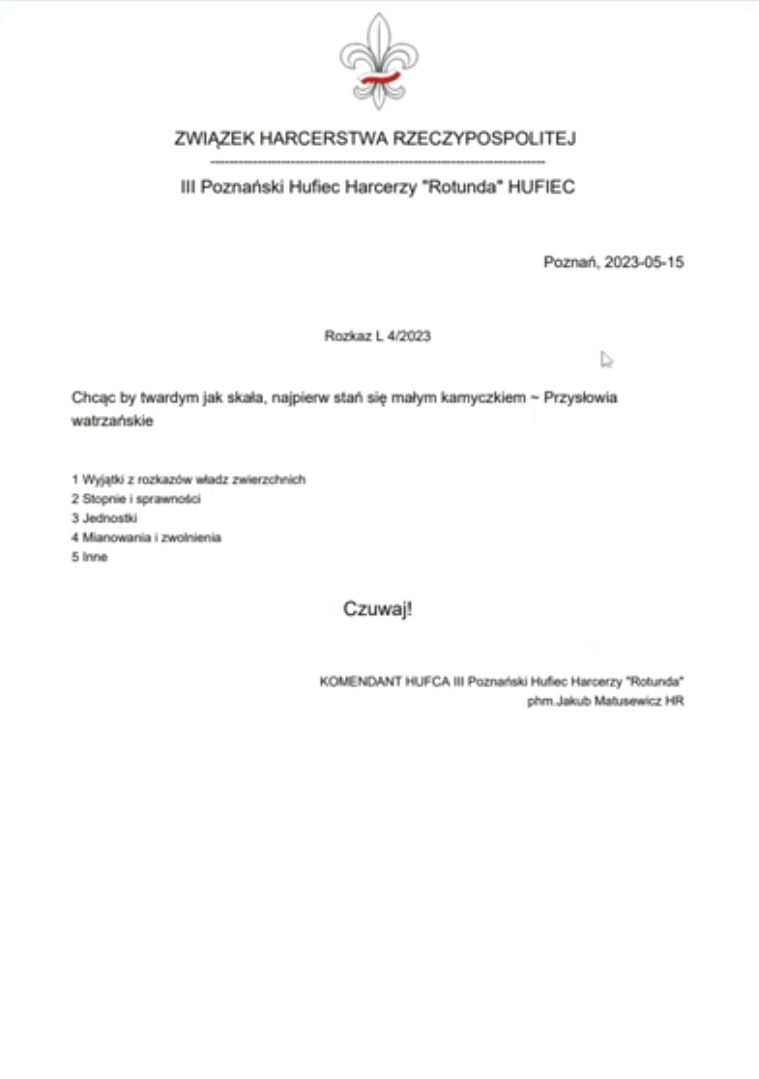 ZWIĄZEK HARCERSTWA RZECZYPOSPOLITEJ
III Poznański Hufiec Harcerzy "Rotunda" HUFIEC
Poznań, 2023-05-15
Rozkaz L 4/2023
Chcąc by twardym jak skała, najpierw stań się małym kamyczkiem ~ Przysłowia
watrzańskie
1 Wyjątki z rozkazów władz zwierzchnich
2 Stopnie i sprawności
3 Jednostki
4 Mianowania i zwolnienia
5 Inne
Czuwaj!
KOMENDANT HUFCA III Poznański Hufiec Harcerzy "Rotunda"
phm.Jakub Matusewicz HR